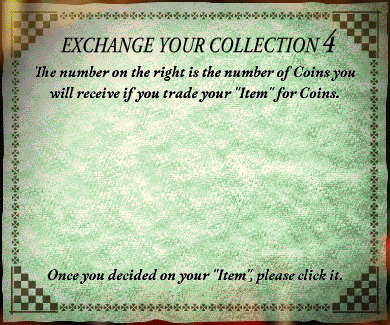 EXCHANGE YOUR COLLECTION 4
The number on the right is the number of Coins you
will receive if you trade your "Item" for Coins.
Once you decided on your "Item", please click it.